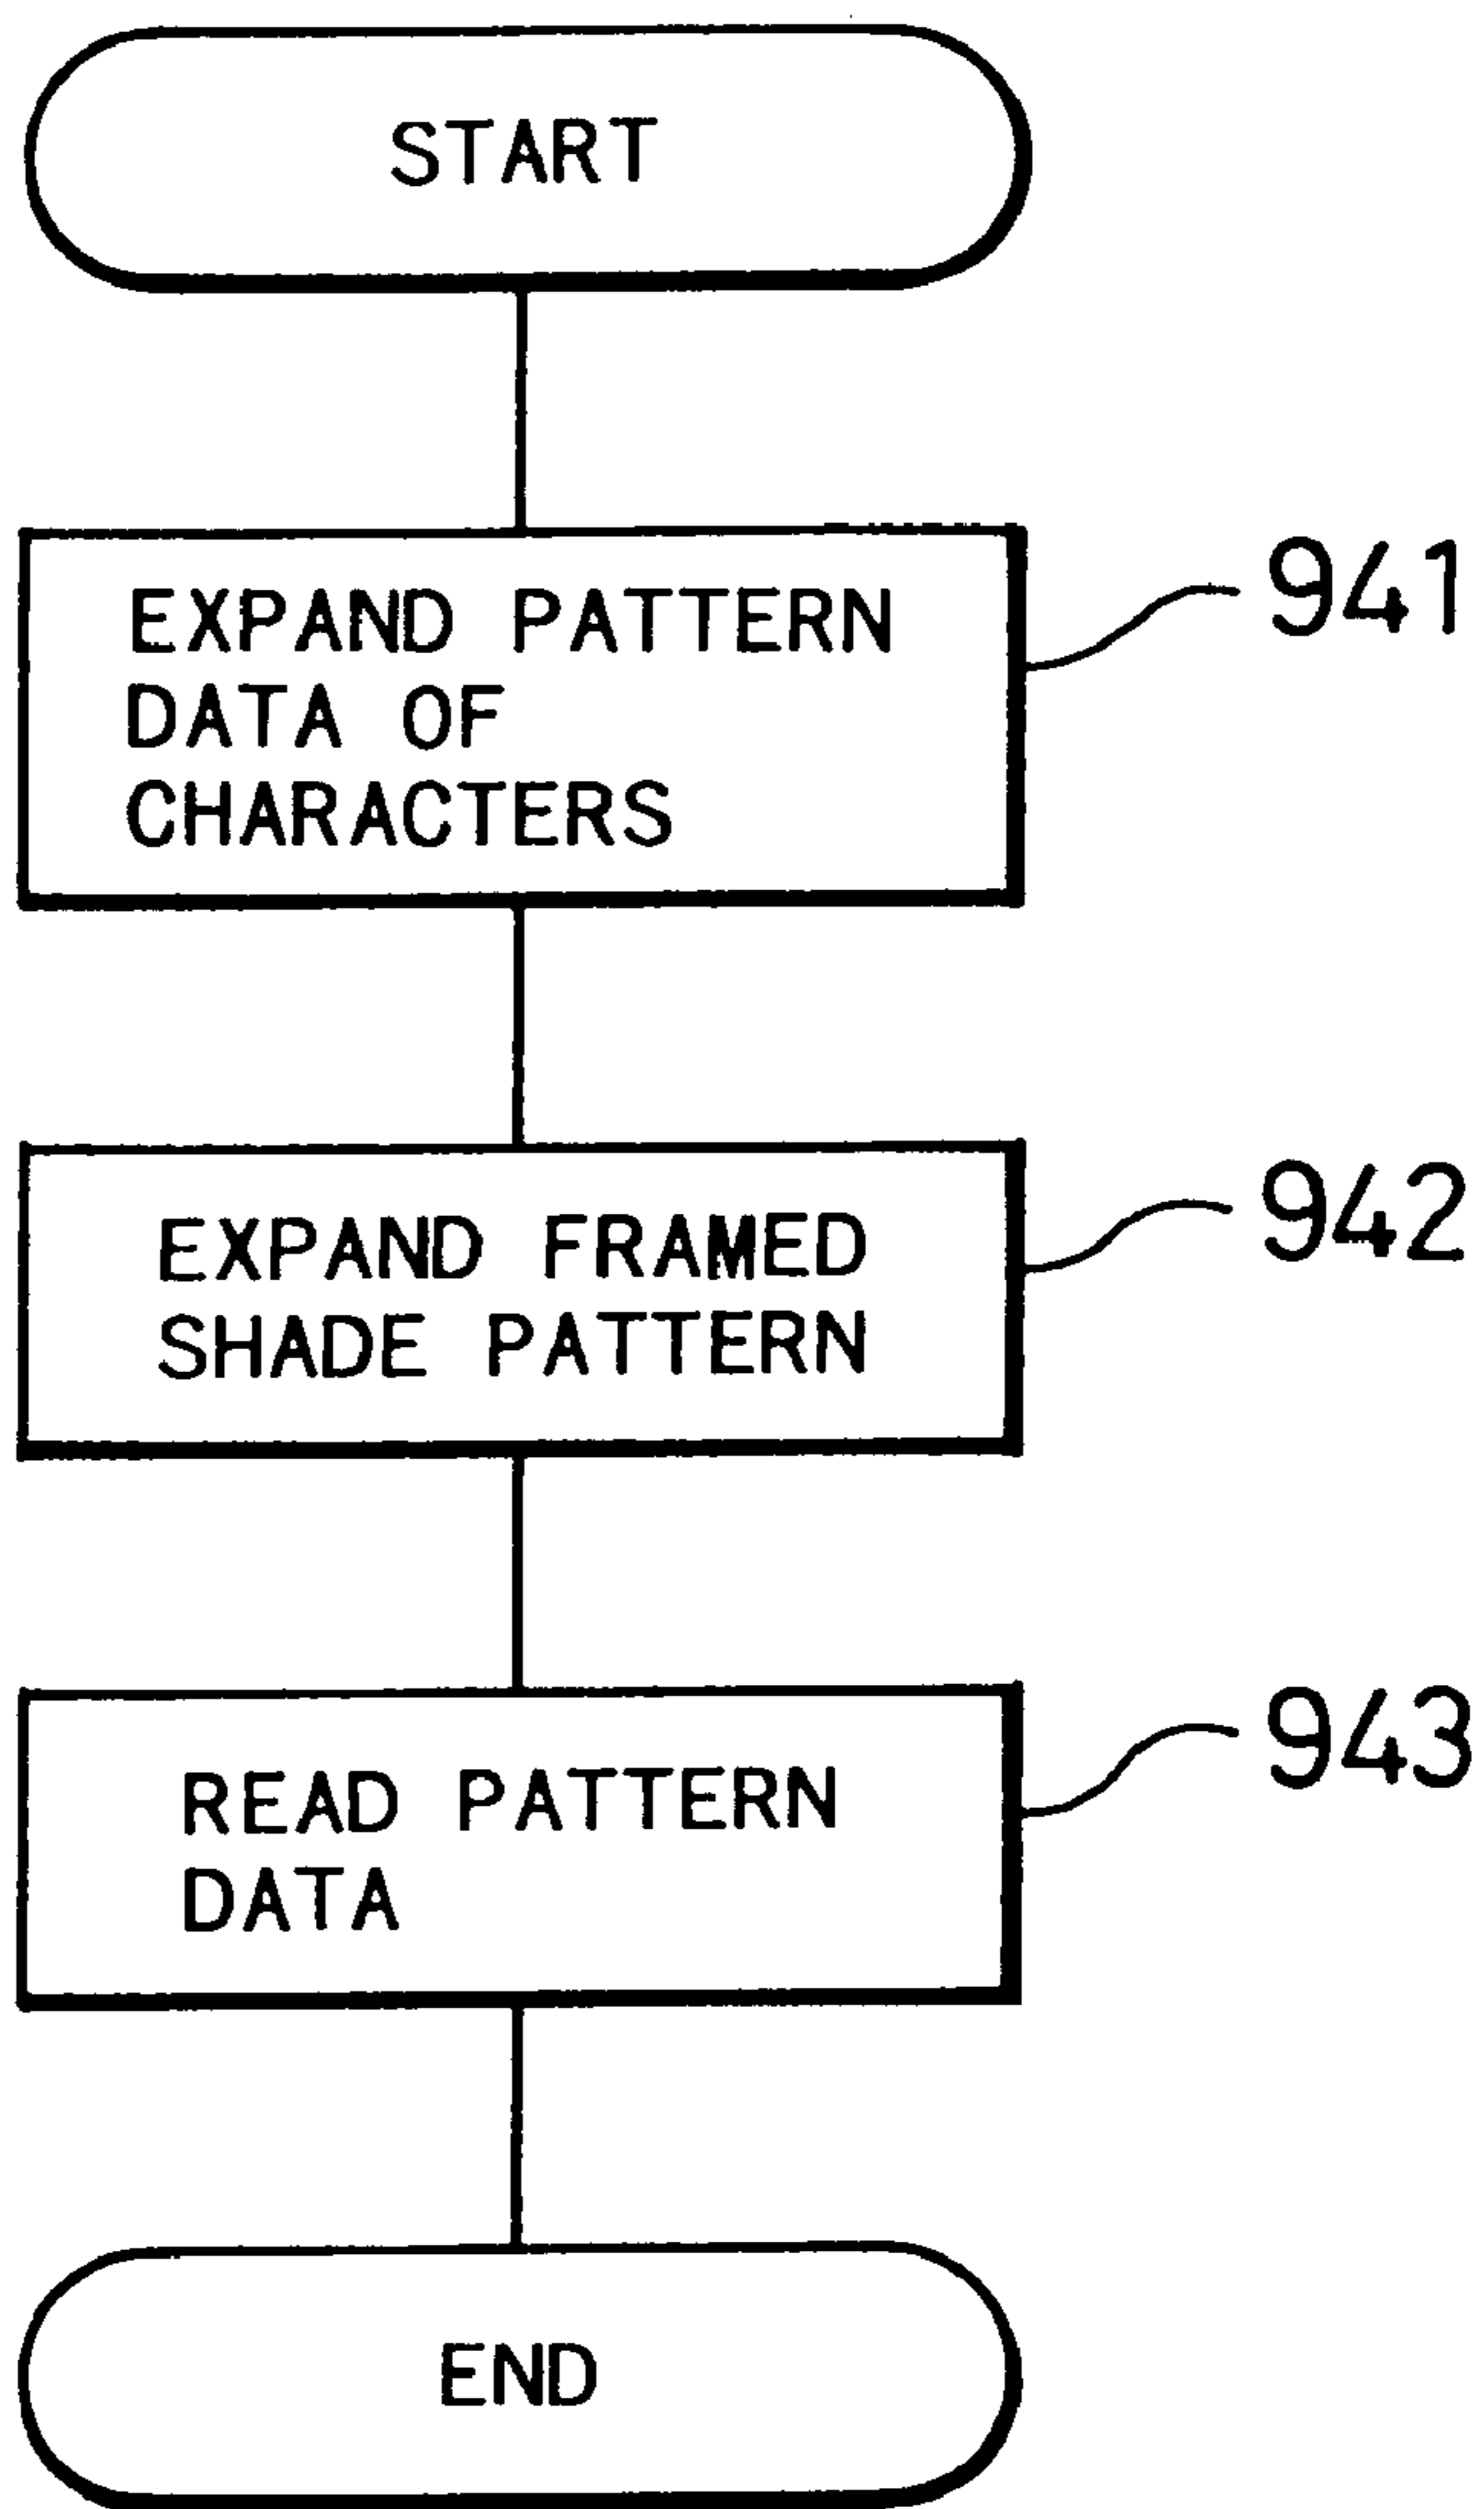 START
EXPAND PATTERN
DATA OF
CHARACTERS
941
EXPAND FRAMED
SHADE PATTERN
942
READ PATTERN
DATA
943
END